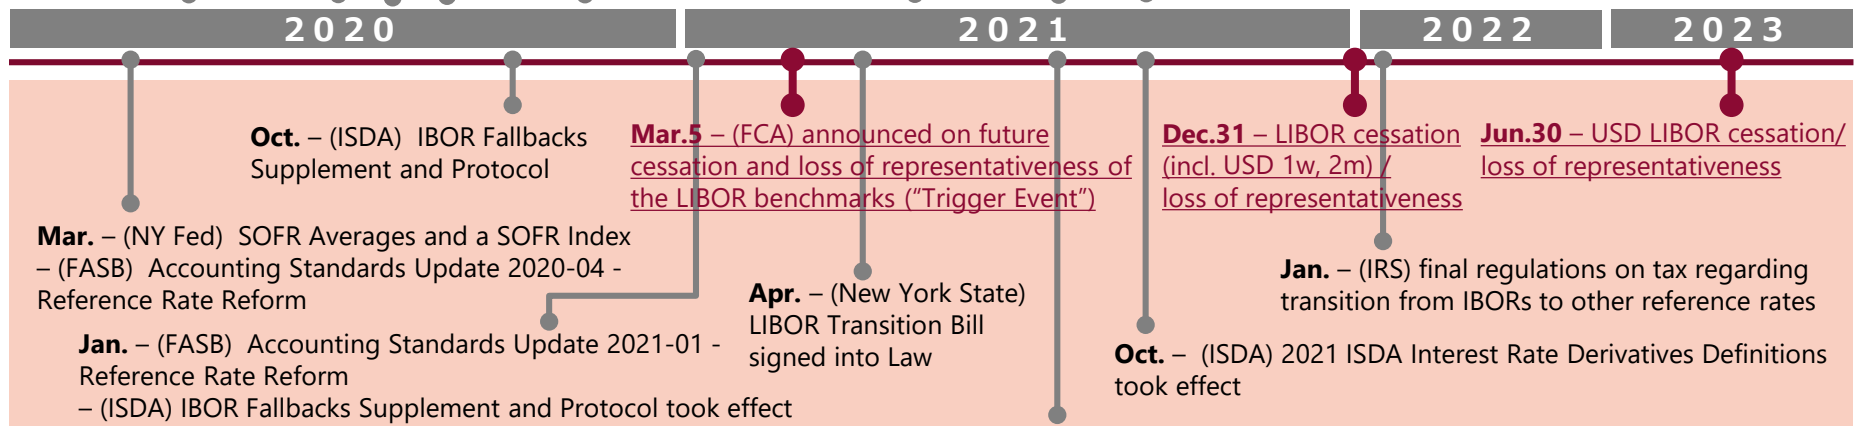 2020
2021
2022
2023
Oct. – (ISDA) IBOR Fallbacks
Supplement and Protocol
Mar.5 – (FCA) announced on future
cessation and loss of representativeness of
the LIBOR benchmarks (“Trigger Event”)
Dec.31 – LIBOR cessation
(incl. USD 1w, 2m) /
loss of representativeness
Jun.30 – USD LIBOR cessation/
loss of representativeness
Mar. – (NY Fed) SOFR Averages and a SOFR Index
– (FASB) Accounting Standards Update 2020-04 -
Reference Rate Reform
Jan. – (FASB) Accounting Standards Update 2021-01 -
Reference Rate Reform
– (ISDA) IBOR Fallbacks Supplement and Protocol took effect
Apr. – (New York State)
LIBOR Transition Bill
signed into Law
Jan. – (IRS) final regulations on tax regarding
transition from IBORs to other reference rates
Oct. – (ISDA) 2021 ISDA Interest Rate Derivatives Definitions
took effect